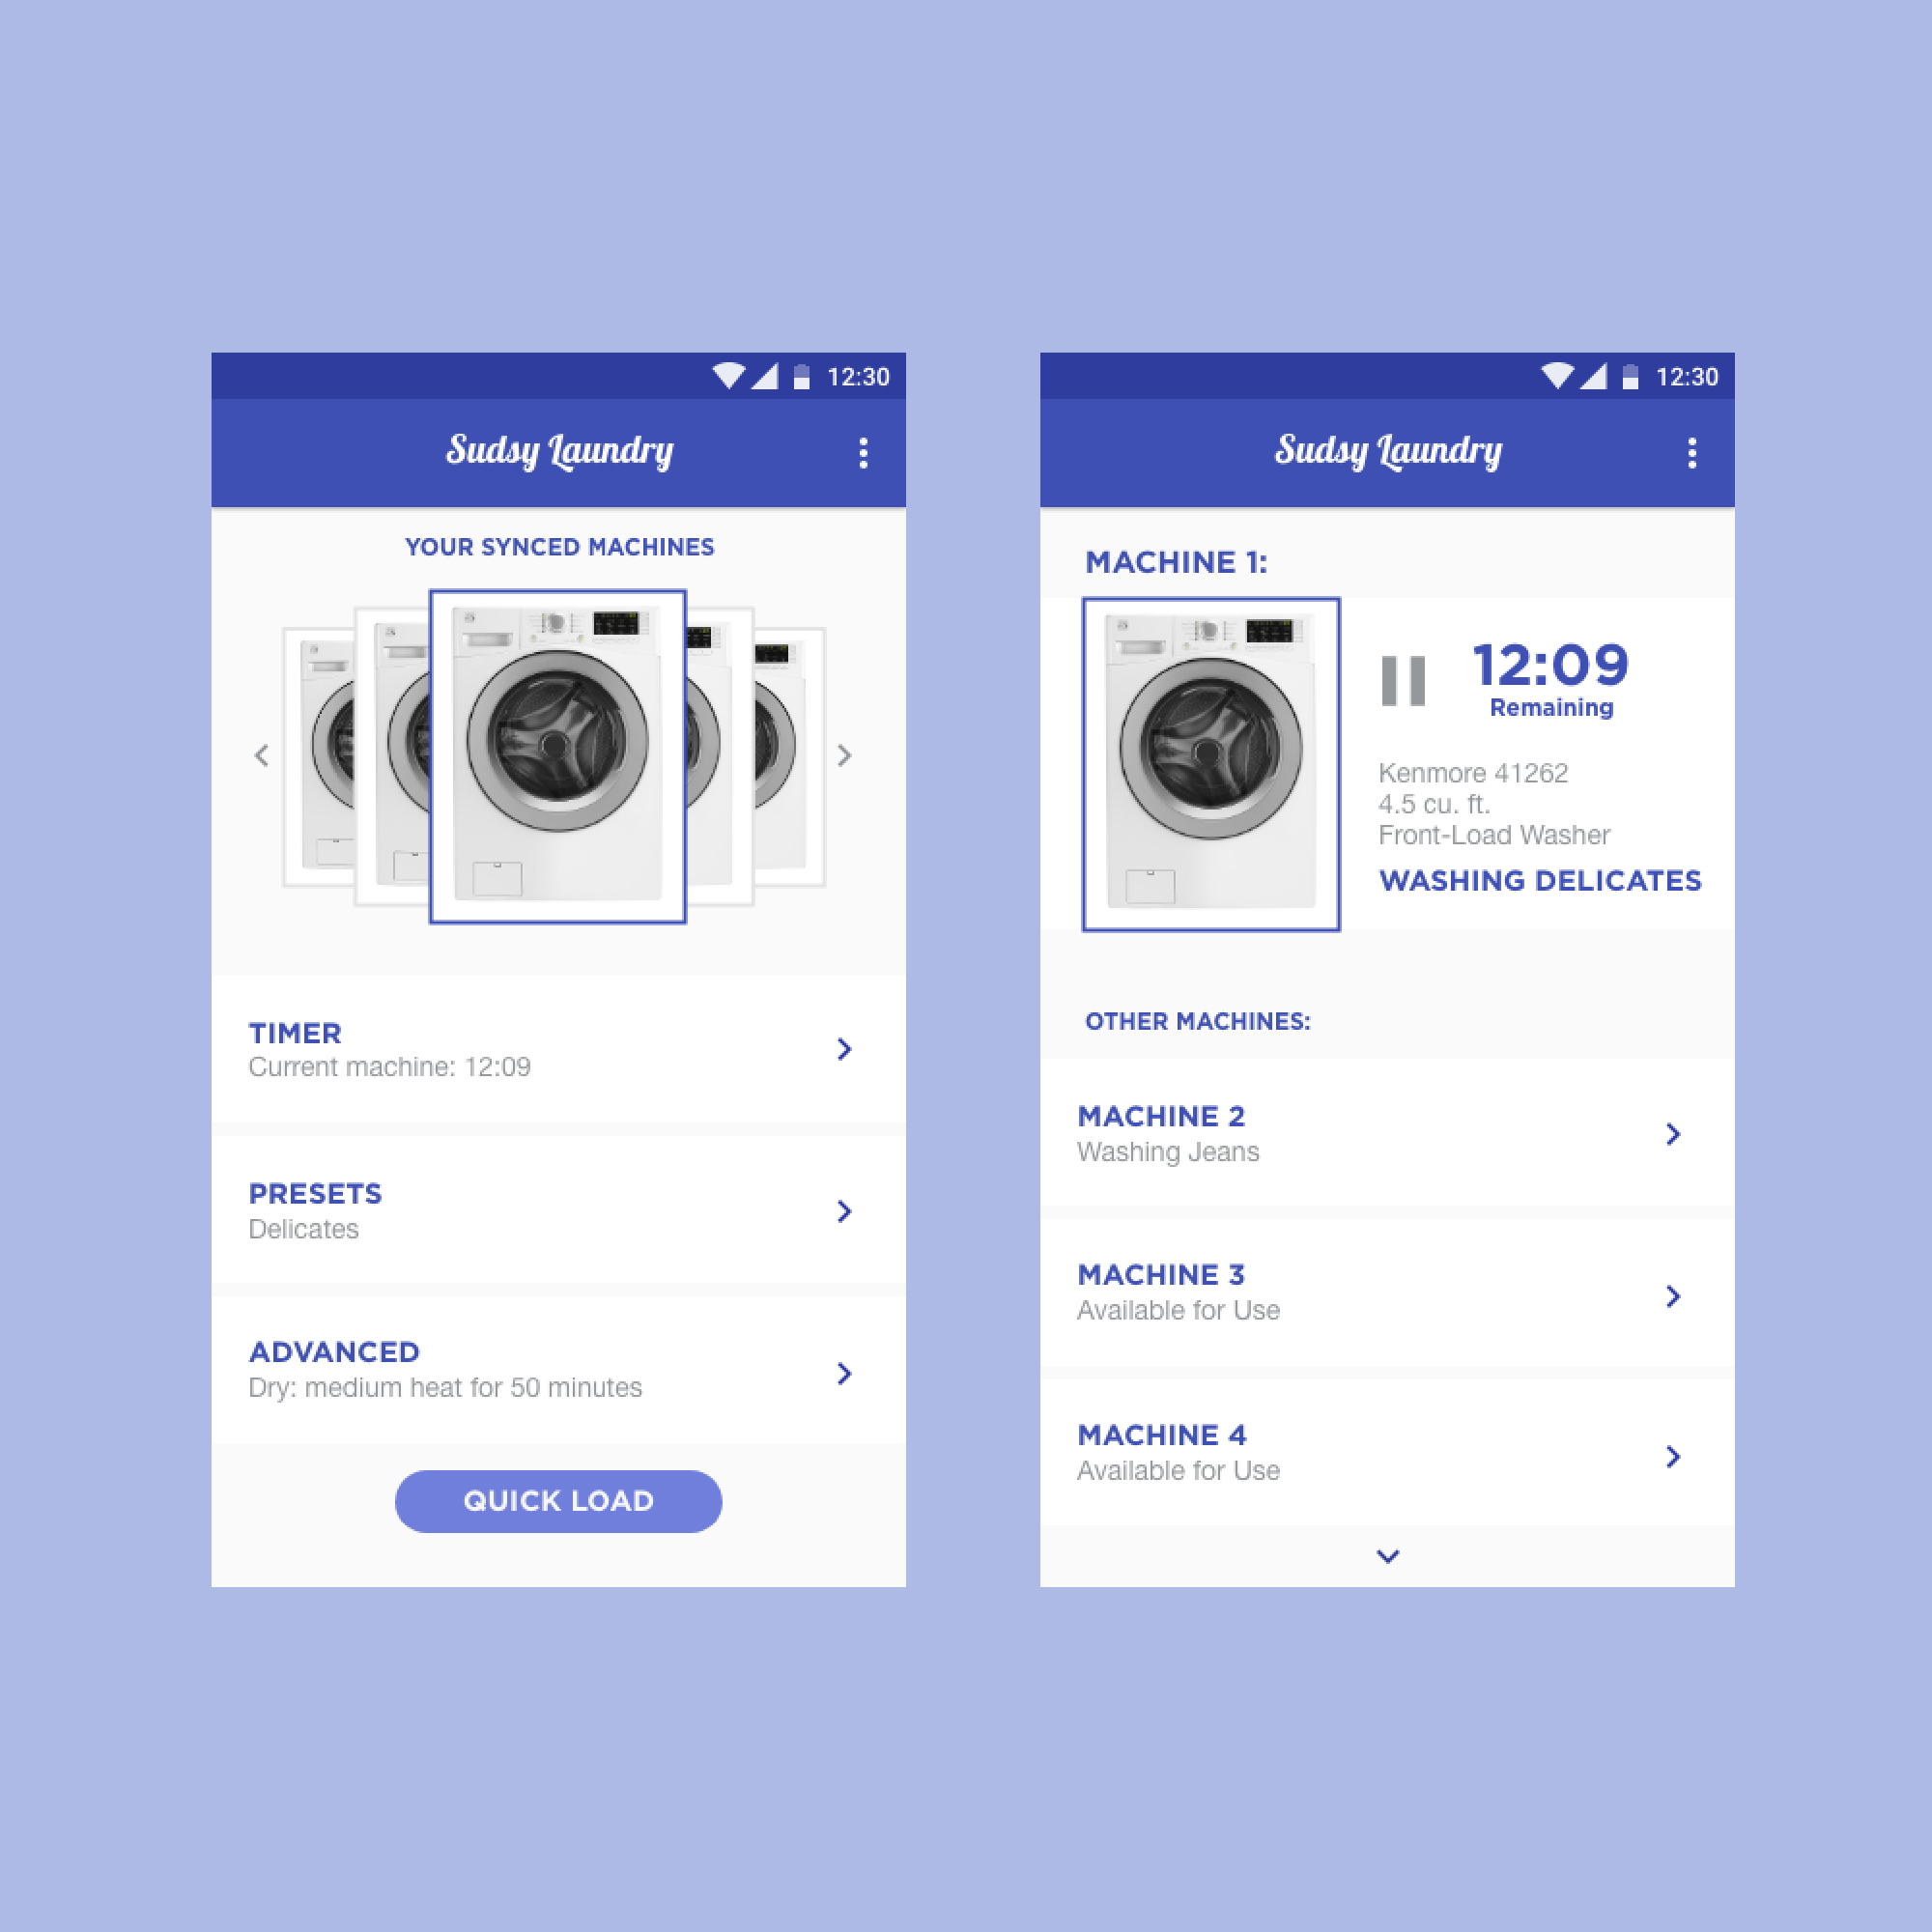 12:30
Sudsy Laundry
YOUR SYNCED MACHINES
TIMER
Current machine: 12:09
PRESETS
Delicates
ADVANCED
Dry: medium heat for 50 minutes
QUICK LOAD
12:30
Sudsy Laundry
MACHINE 1:
12:09
Remaining
Kenmore 41262
4.5 cu. ft.
Front-Load Washer
WASHING DELICATES
OTHER MACHINES:
MACHINE 2
Washing Jeans
MACHINE 3
Available for Use
MACHINE 4
Available for Use